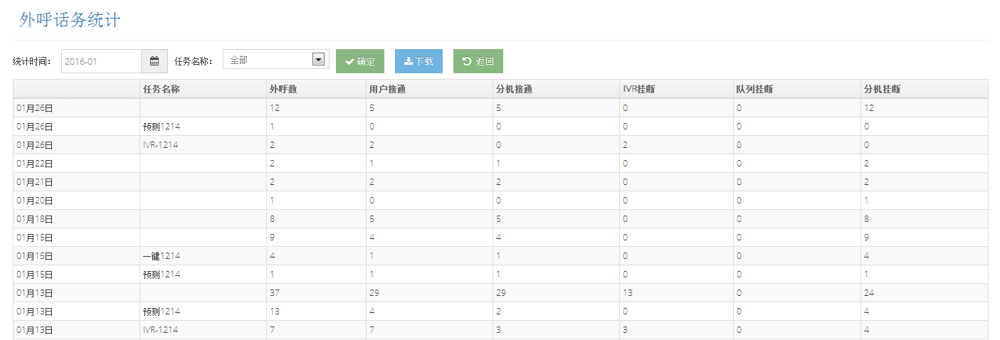 外呼话务统计
统计时间： 2016-01 任务名称： 全部 确定 下载 返回
任务名称 外呼数 用户接通 分机接通 IVR挂断 队列挂断 分机挂断
01月26日 12 5 5 0 0 12
01月26日 预测1214 1 0 0 0 0 0
01月26日 IVR-1214 2 2 0 2 0 0
01月22日 2 1 1 0 0 2
01月21日 2 2 2 0 0 2
01月20日 1 0 0 0 0 1
01月18日 8 5 5 0 0 8
01月15日 9 4 4 0 0 9
01月15日 一键1214 4 1 1 0 0 4
01月15日 预测1214 1 1 1 0 0 1
01月13日 37 29 29 13 0 24
01月13日 预测1214 13 4 2 0 0 4
01月13日 IVR-1214 7 7 3 3 0 4